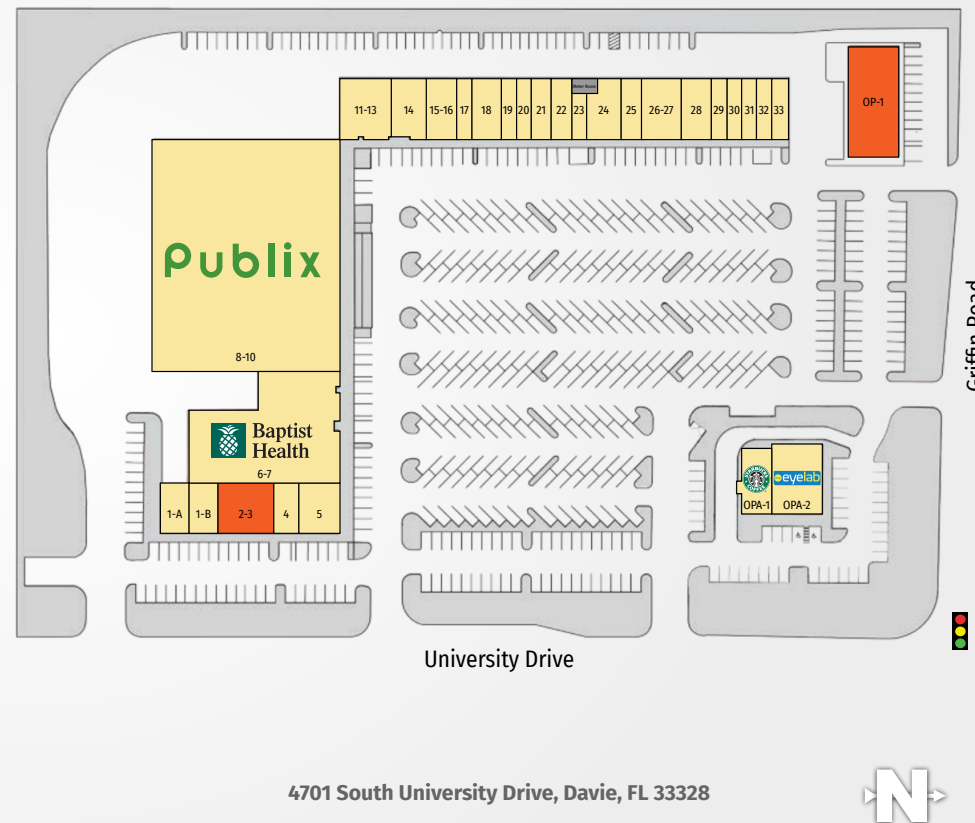 Meter Room
11-13
14
15-16
17
18
19
20
21
22
23
24
25
26-27
28
29
30
31
32
33
OP-1
Publix
8-10
Griffin Road
Baptist
Health
6-7
1-A
1-B
2-3
4
5
eyelab
OPA-1
OPA-2
University Drive
4701 South University Drive, Davie, FL 33328
N